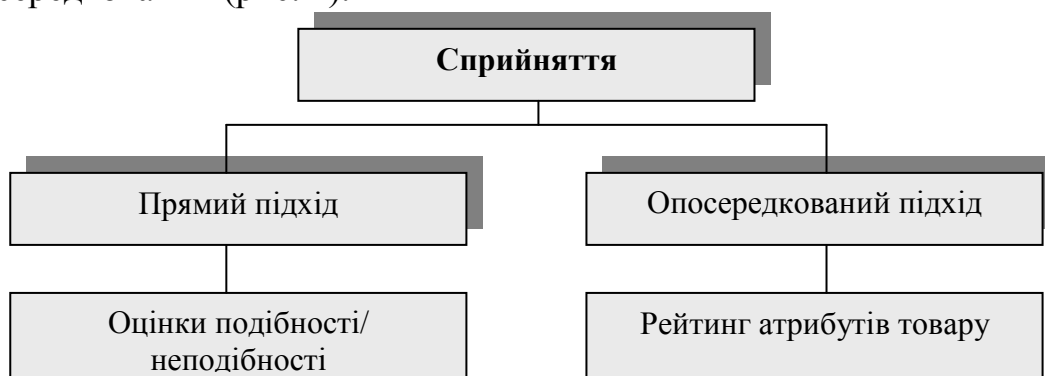 Сприйняття
Прямий підхід
Опосередкований підхід
Оцінки подібності/
неподібності
Рейтинг атрибутів товару